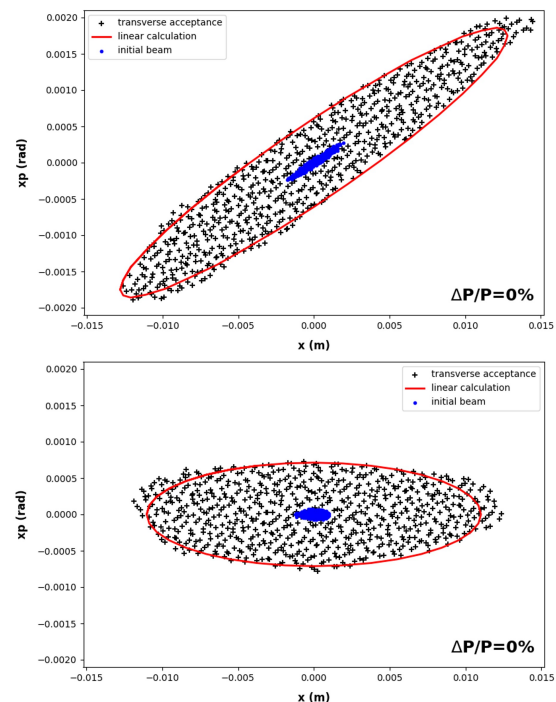 0.0020
0.0015
0.0010
0.0005
0.0000
−0.0005
−0.0010
−0.0015
−0.0020
xp (rad)
transverse acceptance
linear calculation
initial beam
ΔP/P=0%
−0.015 −0.010 −0.005 0.000 0.005 0.010 0.015
x (m)
0.0020
0.0015
0.0010
0.0005
0.0000
−0.0005
−0.0010
−0.0015
−0.0020
xp (rad)
transverse acceptance
linear calculation
initial beam
ΔP/P=0%
−0.015 −0.010 −0.005 0.000 0.005 0.010 0.015
x (m)